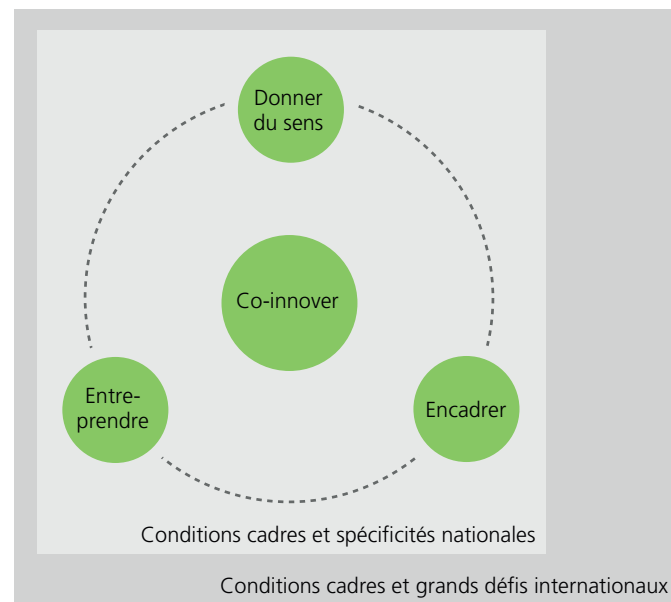 Donner
du sens
Co-innover
Entre-
prendre
Encadrer
Conditions cadres et spécificités nationales
Conditions cadres et grands défis internationaux